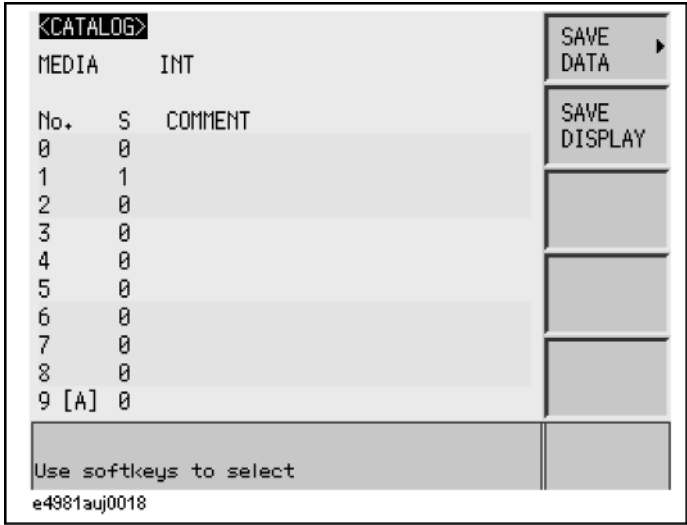 <CATALOG>
MEDIA INT
No. S COMMENT
0 0
1 1
2 0
3 0
4 0
5 0
6 0
7 0
8 0
9 [A] 0
SAVE
DATA
SAVE
DISPLAY
Use softkeys to select
e4981auj0018